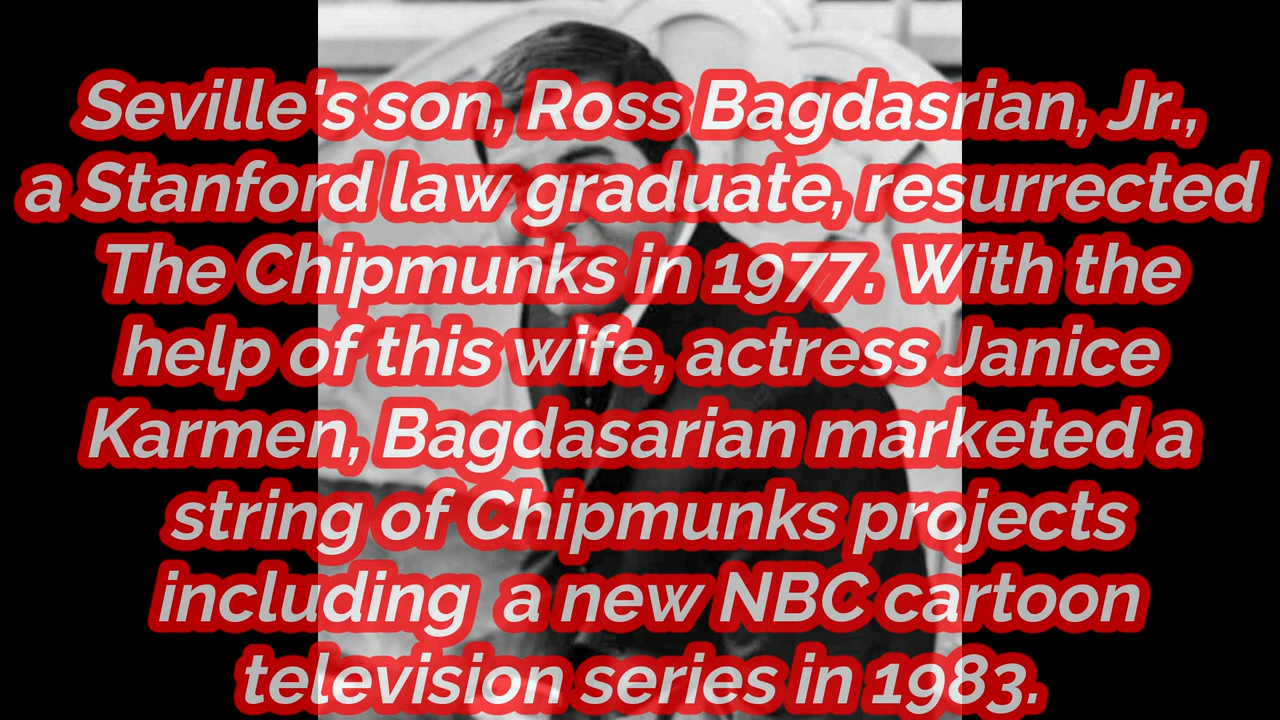 Seville's son, Ross Bagdasrian, Jr.,
a Stanford law graduate, resurrected
The Chipmunks in 1977. With the
help of this wife, actress Janice
Karmen, Bagdasarian marketed a
string of Chipmunks projects
including a new NBC cartoon
television series in 1983.